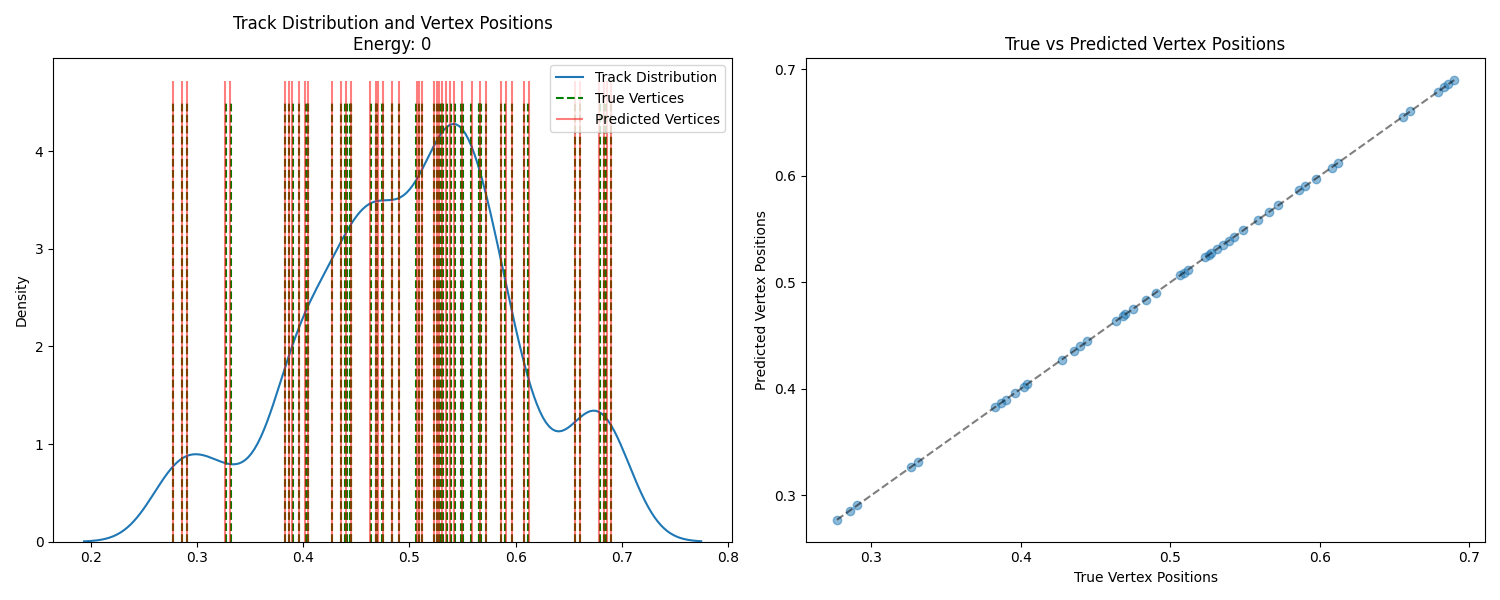 Track Distribution and Vertex Positions
Energy: 0
Track Distribution
True Vertices
Predicted Vertices
Density
4
3
2
1
0
0.2 0.3 0.4 0.5 0.6 0.7 0.8
True vs Predicted Vertex Positions
Predicted Vertex Positions
0.7
0.6
0.5
0.4
0.3
0.3 0.4 0.5 0.6 0.7
True Vertex Positions